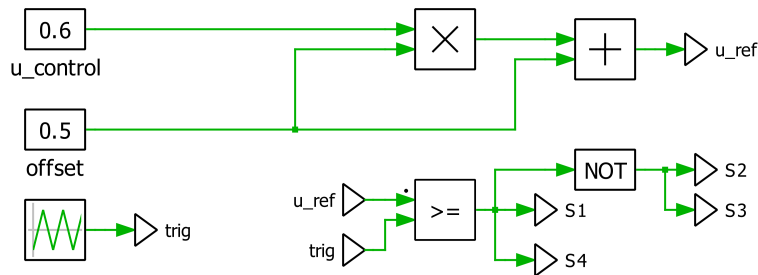 0.6
u_control
×
+
u_ref
0.5
offset
trig
u_ref
trig
>=
NOT
S1
S4
S2
S3